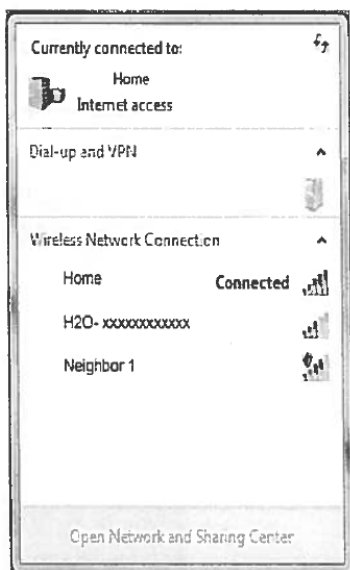 Currently connected to:
Home
Internet access
Dial-up and VPN
Wireless Network Connection
Home Connected
H2O- xxxxxxxxxxxx
Neighbor 1
Open Network and Sharing Center